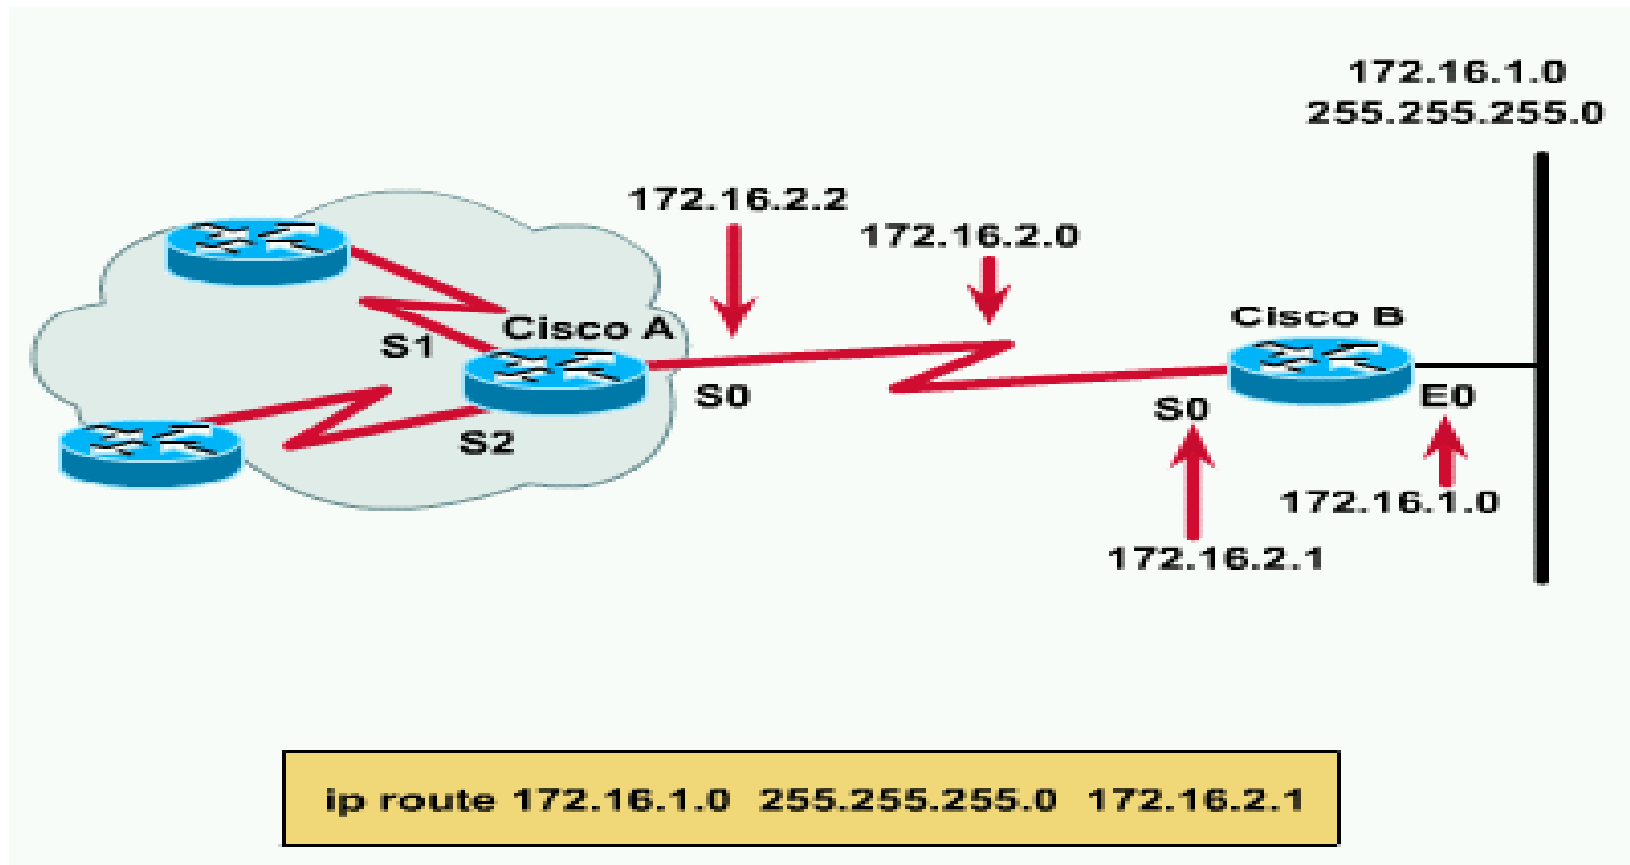 172.16.1.0
255.255.255.0
172.16.2.2
172.16.2.0
Cisco A
Cisco B
S1
S0
S0
E0
S2
172.16.1.0
172.16.2.1
ip route 172.16.1.0 255.255.255.0 172.16.2.1